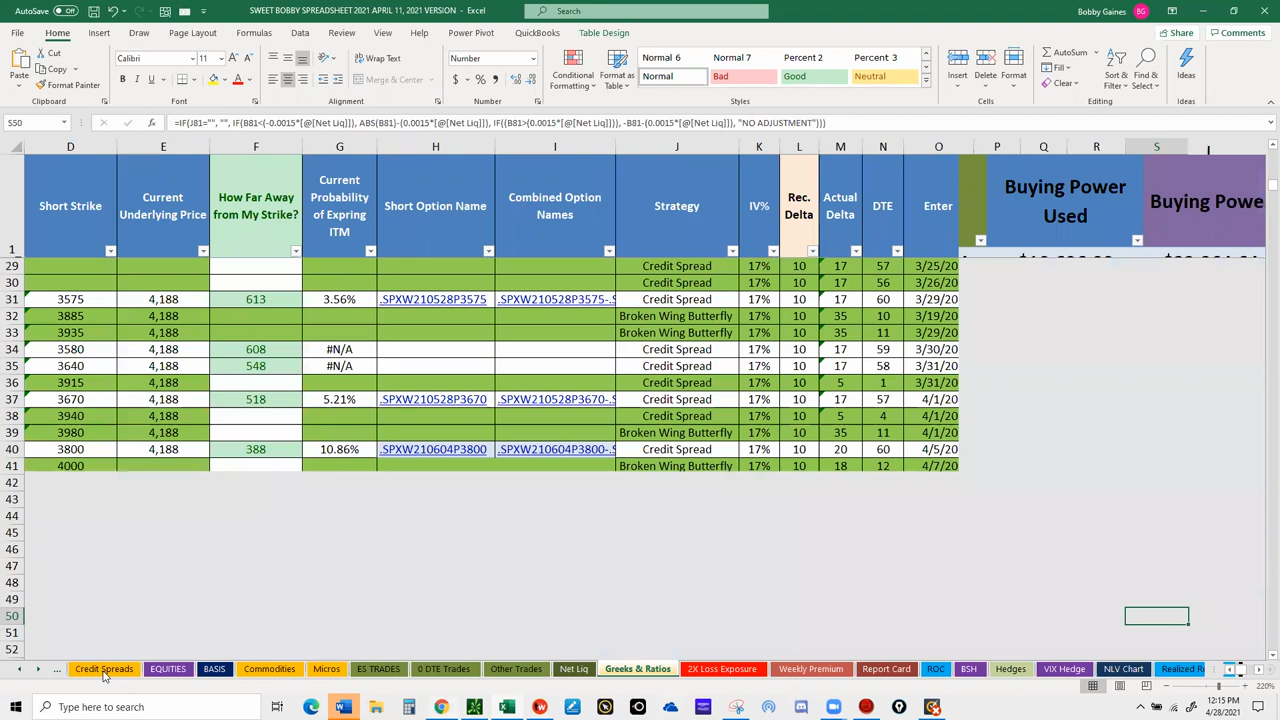 AutoSave Off SWEET BOBBY SPREADSHEET 2021 APRIL 11, 2021 VERSION - Excel Search Bobby Gaines BG
File Home Insert Draw Page Layout Formulas Data Review View Help Power Pivot QuickBooks Table Design Share Comments
Paste Cut Copy Format Painter Calibri 11 Wrap Text Number Conditional Formatting Format as Table Normal 6 Normal 7 Percent 3 Insert Delete Format AutoSum Sort & Filter Find & Select Ideas
B I U Merge & Center $ % Normal Bad Good Neutral Fill Clear
Clipboard Font Alignment Number Styles Cells Editing Ideas
S50 fx =IF(J81="", "", IF(B81<(-0.0015*[@[Net Liq]]), ABS(B81)-(0.0015*[@[Net Liq]]), IF((B81>(0.0015*[@[Net Liq]])), -B81-(0.0015*[@[Net Liq]]), "NO ADJUSTMENT")))
D E F G H I J K L M N O P Q R S
1 Short Strike Current Underlying Price How Far Away from My Strike? Current Probability of Expring ITM Short Option Name Combined Option Names Strategy IV% Rec. Delta Actual Delta DTE Enter Buying Power Used Buying Powe
29 Credit Spread 17% 10 17 57 3/25/20
30 Credit Spread 17% 10 17 56 3/26/20
31 3575 4,188 613 3.56% .SPXW210528P3575 .SPXW210528P3575-.S Credit Spread 17% 10 17 60 3/29/20
32 3885 4,188 Broken Wing Butterfly 17% 10 35 10 3/19/20
33 3935 4,188 Broken Wing Butterfly 17% 10 35 11 3/29/20
34 3580 4,188 608 #N/A Credit Spread 17% 10 17 59 3/30/20
35 3640 4,188 548 #N/A Credit Spread 17% 10 17 58 3/31/20
36 3915 4,188 Credit Spread 17% 10 5 1 3/31/20
37 3670 4,188 518 5.21% .SPXW210528P3670 .SPXW210528P3670-.S Credit Spread 17% 10 17 57 4/1/20
38 3940 4,188 Credit Spread 17% 10 5 4 4/1/20
39 3980 4,188 Broken Wing Butterfly 17% 10 35 11 4/1/20
40 3800 4,188 388 10.86% .SPXW210604P3800 .SPXW210604P3800-.S Credit Spread 17% 10 20 60 4/5/20
41 4000 Broken Wing Butterfly 17% 10 18 12 4/7/20
42
43
44
45
46
47
48
49
50
51
52
... Credit Spreads EQUITIES BASIS Commodities Micros ES TRADES 0 DTE Trades Other Trades Net Liq Greeks & Ratios 2X Loss Exposure Weekly Premium Report Card ROC BSH Hedges VIX Hedge NLV Chart Realized R
220%
Type here to search 12:15 PM
4/28/2021